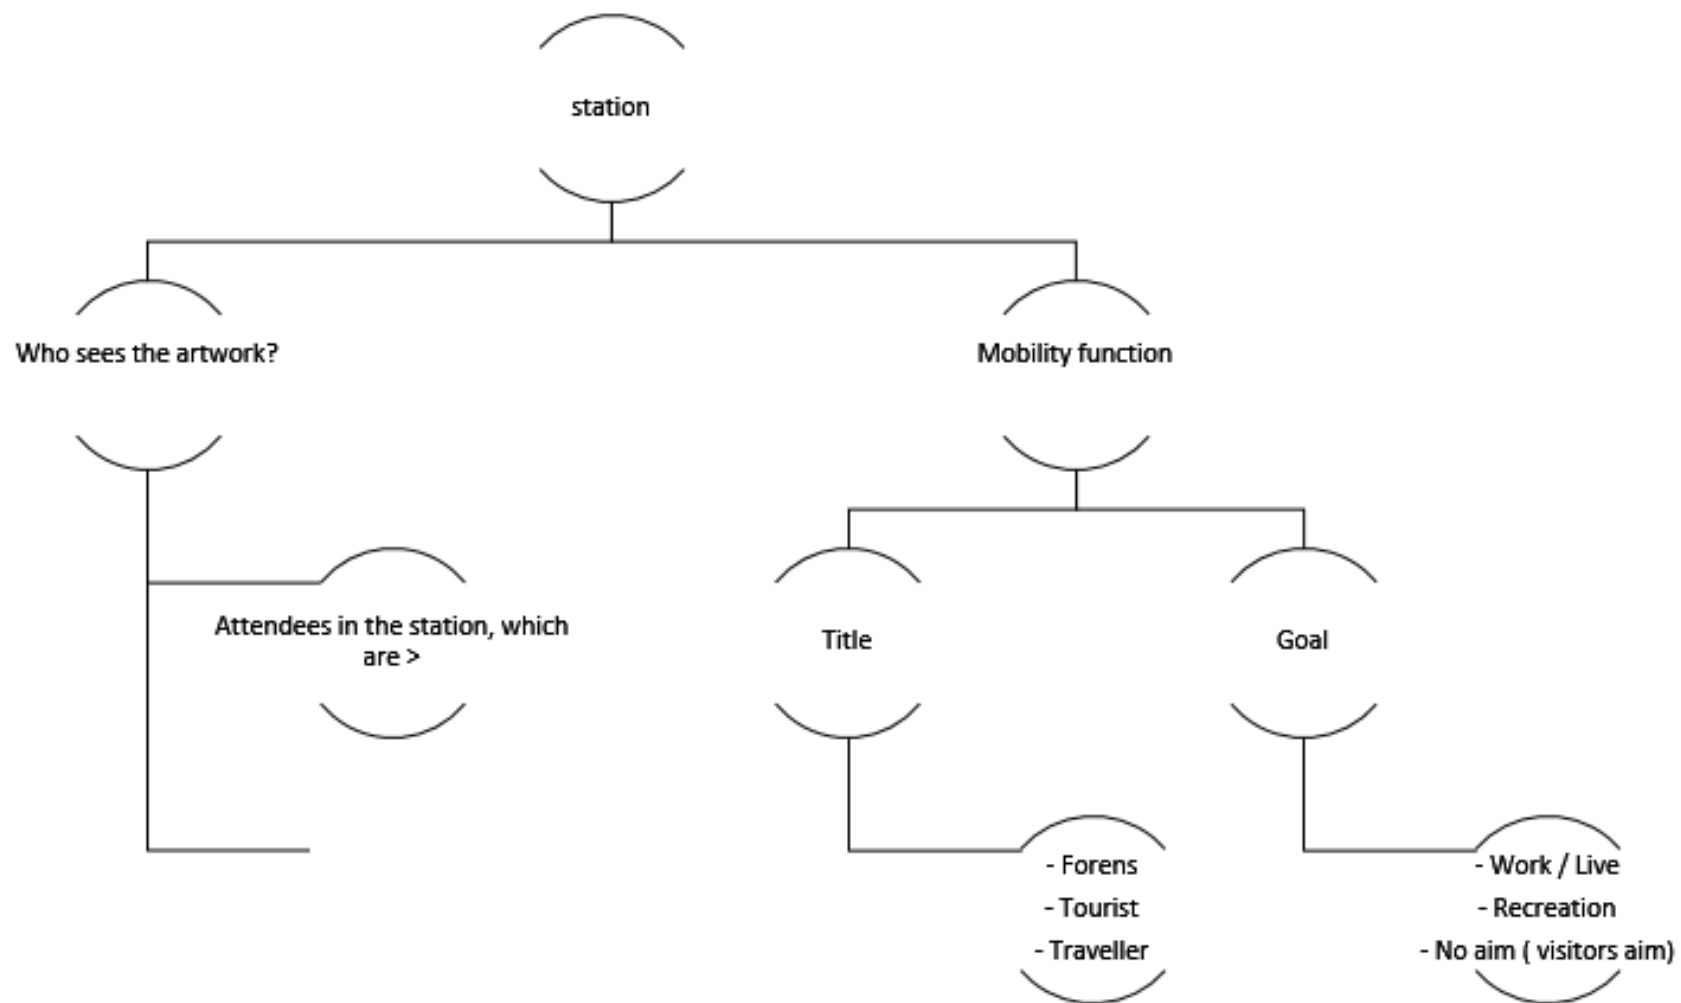 station
Who sees the artwork?
Mobility function
Attendees in the station, which
are >
Title
Goal
- Forens
- Tourist
- Traveller
- Work / Live
- Recreation
- No aim ( visitors aim)